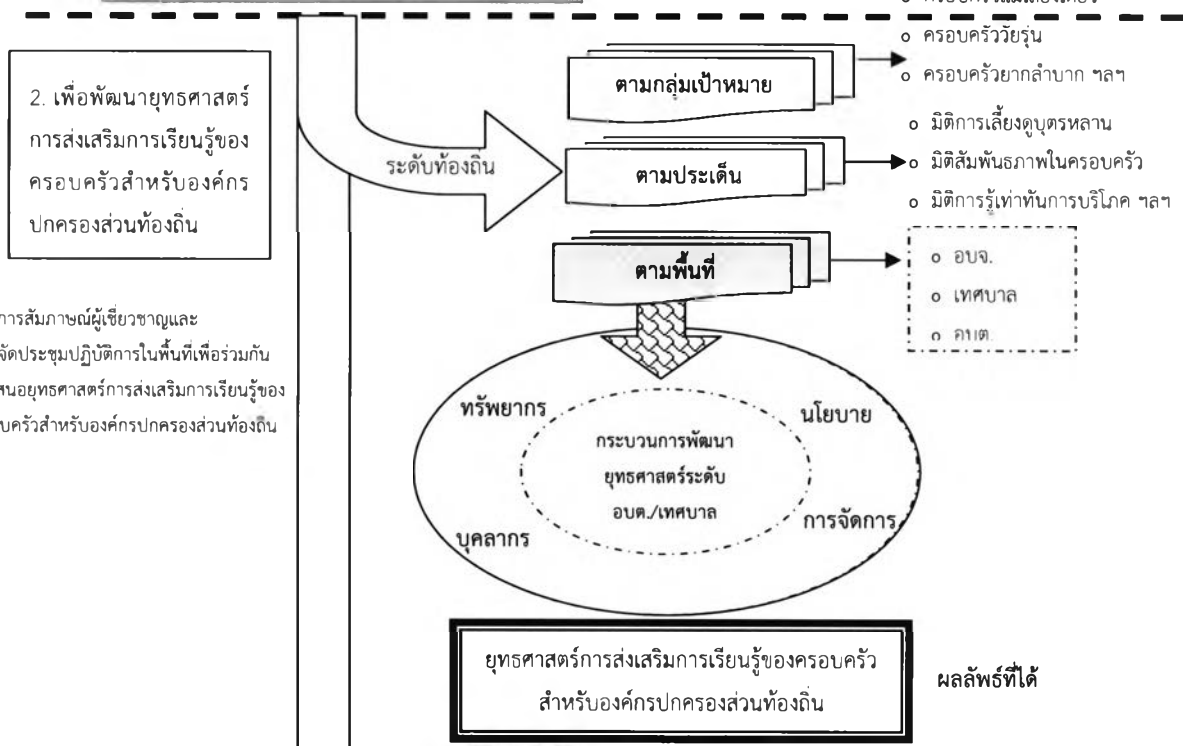 o ครอบครัววัยรุ่น
o ครอบครัวยากลำบาก ฯลฯ
ตามกลุ่มเป้าหมาย
2. เพื่อพัฒนายุทธศาสตร์
การส่งเสริมการเรียนรู้ของ
ครอบครัวสำหรับองค์กร
ปกครองส่วนท้องถิ่น
ระดับท้องถิ่น
ตามประเด็น
o มิติการเลี้ยงดูบุตรหลาน
o มิติสัมพันธภาพในครอบครัว
o มิติการรู้เท่าทันการบริโภค ฯลฯ
ตามพื้นที่
o อบจ.
o เทศบาล
o อบต.
การสัมภาษณ์ผู้เชี่ยวชาญและ
จัดประชุมปฏิบัติการในพื้นที่เพื่อร่วมกัน
สนอยุทธศาสตร์การส่งเสริมการเรียนรู้ของ
บครัวสำหรับองค์กรปกครองส่วนท้องถิ่น
ทรัพยากร
นโยบาย
กระบวนการพัฒนา
ยุทธศาสตร์ระดับ
อบต./เทศบาล
บุคลากร
การจัดการ
ยุทธศาสตร์การส่งเสริมการเรียนรู้ของครอบครัว
สำหรับองค์กรปกครองส่วนท้องถิ่น
ผลลัพธ์ที่ได้